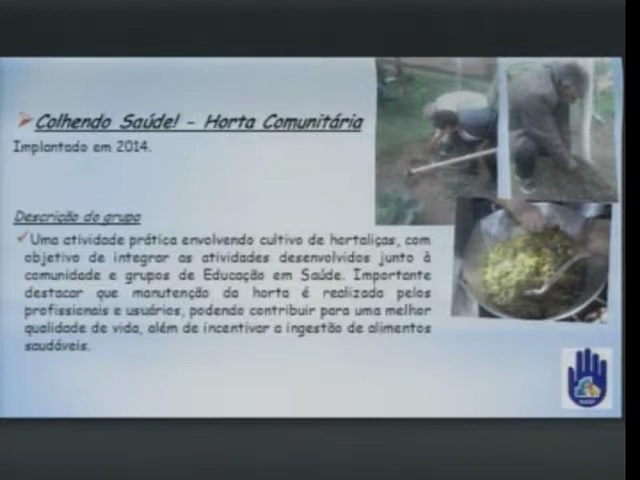 Colhendo Saúde! - Horta Comunitária
Implantado em 2014.
Descrição do grupo
Uma atividade prática envolvendo cultivo de hortaliças, com
objetivo de integrar as atividades desenvolvidos junto à
comunidade e grupos de Educação em Saúde. Importante
destacar que manutenção da horta é realizada pelos
profissionais e usuários, podendo contribuir para uma melhor
qualidade de vida, além de incentivar a ingestão de alimentos
saudáveis.